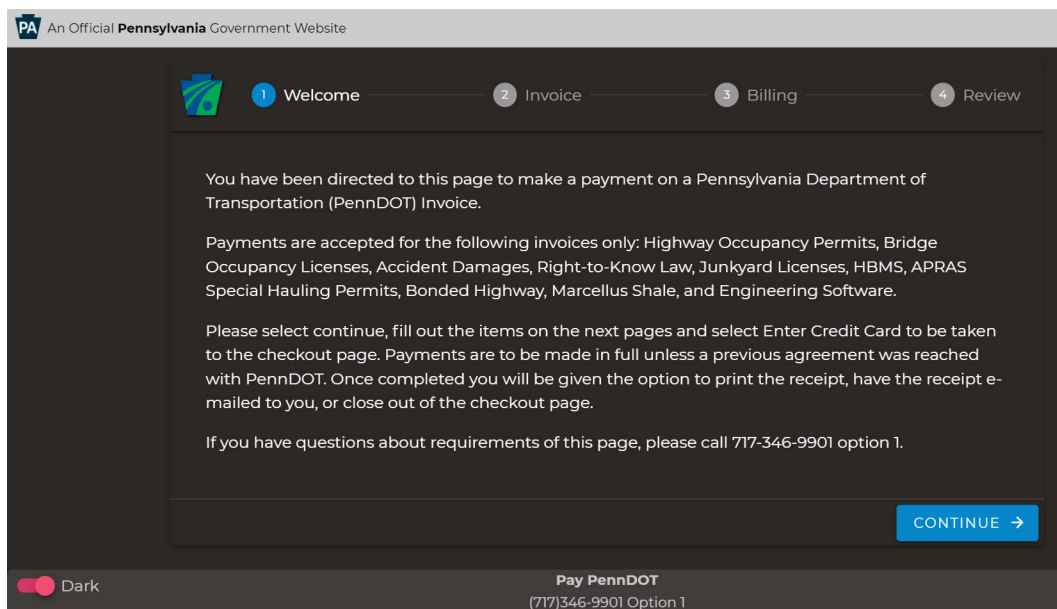 PA An Official Pennsylvania Government Website
1 Welcome 2 Invoice 3 Billing 4 Review
You have been directed to this page to make a payment on a Pennsylvania Department of
Transportation (PennDOT) Invoice.
Payments are accepted for the following invoices only: Highway Occupancy Permits, Bridge
Occupancy Licenses, Accident Damages, Right-to-Know Law, Junkyard Licenses, HBMS, APRAS
Special Hauling Permits, Bonded Highway, Marcellus Shale, and Engineering Software.
Please select continue, fill out the items on the next pages and select Enter Credit Card to be taken
to the checkout page. Payments are to be made in full unless a previous agreement was reached
with PennDOT. Once completed you will be given the option to print the receipt, have the receipt e-
mailed to you, or close out of the checkout page.
If you have questions about requirements of this page, please call 717-346-9901 option 1.
CONTINUE →
Dark
Pay PennDOT
(717)346-9901 Option 1